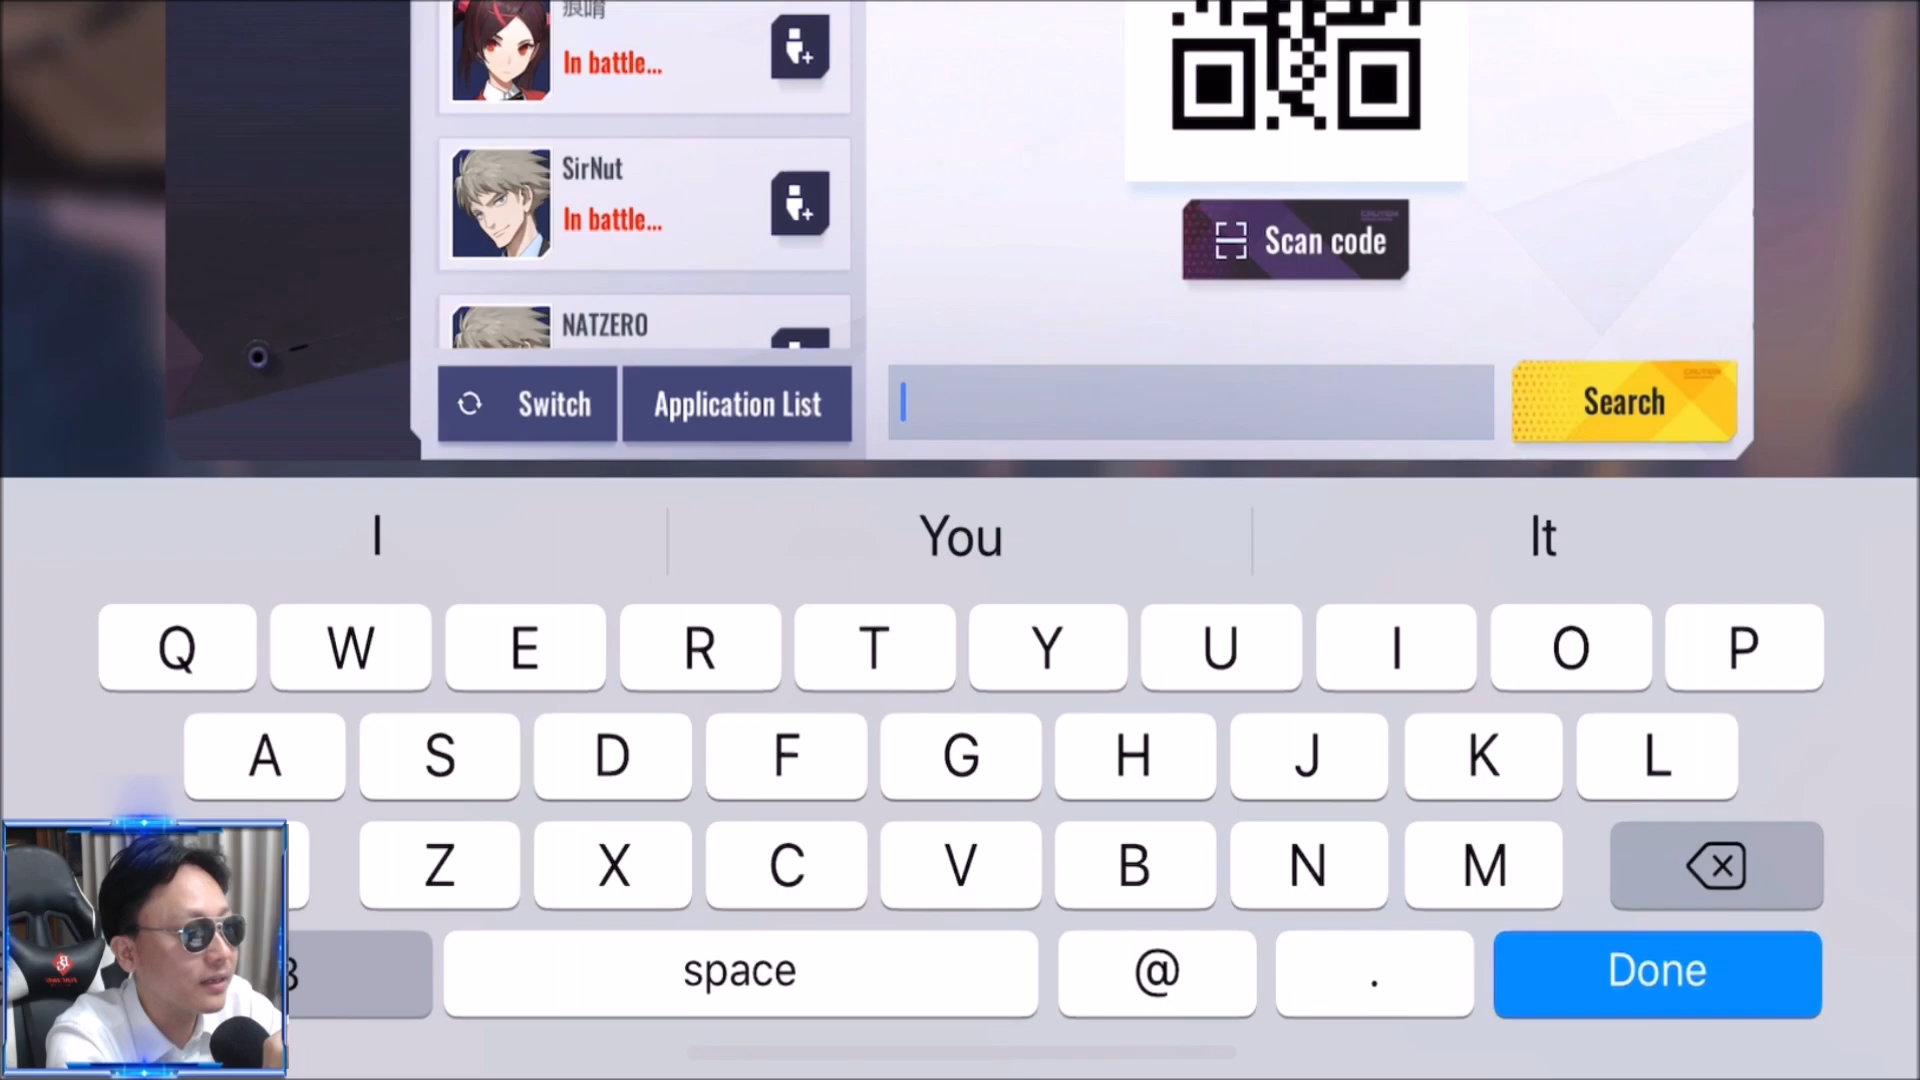 In battle...
SirNut
In battle...
NATZERO
Switch
Application List
Scan code
Search
I
You
It
Q W E R T Y U I O P
A S D F G H J K L
Z X C V B N M
space
@
.
Done